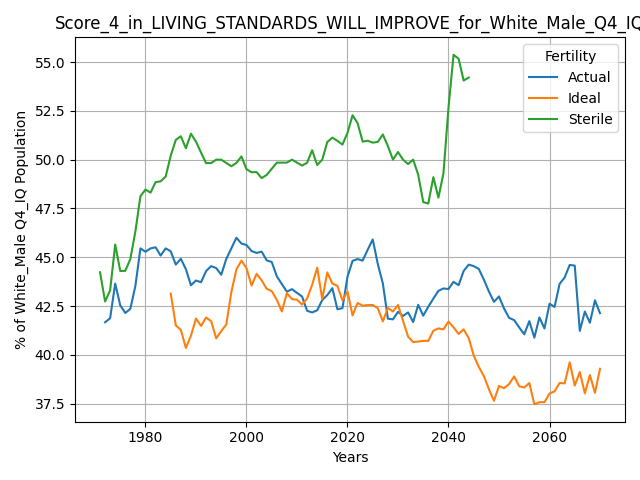 Score_4_in_LIVING_STANDARDS_WILL_IMPROVE_for_White_Male_Q4_IQ
Fertility
Actual
Ideal
Sterile
% of White_Male Q4_IQ Population
55.0
52.5
50.0
47.5
45.0
42.5
40.0
37.5
1980
2000
2020
2040
2060
Years